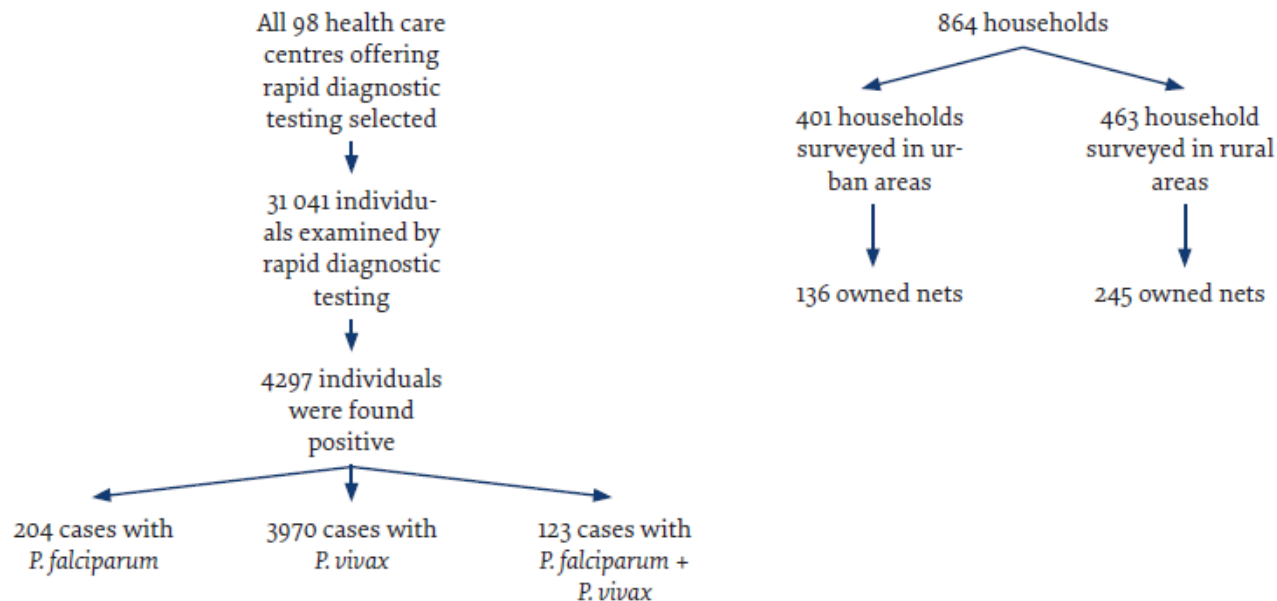 All 98 health care
centres offering
rapid diagnostic
testing selected
31 041 individu-
als examined by
rapid diagnostic
testing
4297 individuals
were found
positive
204 cases with
P. falciparum
3970 cases with
P. vivax
123 cases with
P. falciparum +
P. vivax
864 households
401 households
surveyed in ur-
ban areas
136 owned nets
463 household
surveyed in rural
areas
245 owned nets